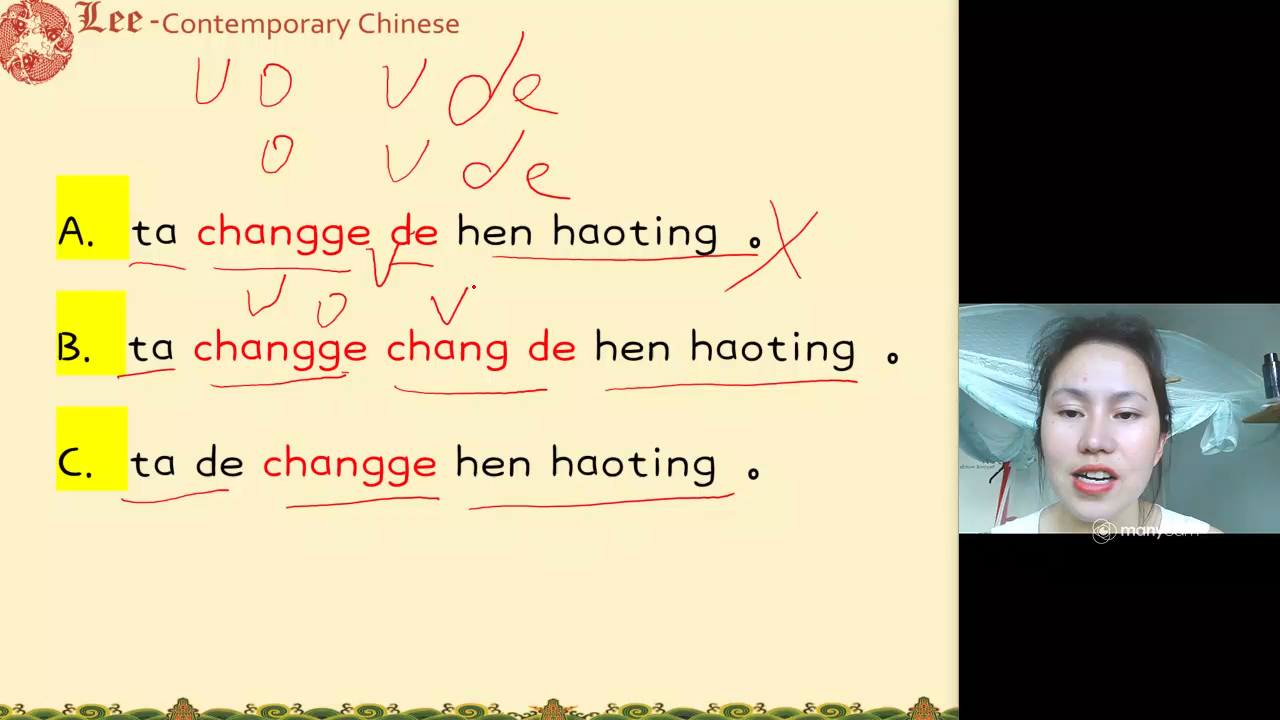 Lee -Contemporary Chinese
V O V de
O V de
A. ta changge de hen haoting 。 X
V
V O V
B. ta changge chang de hen haoting 。
C. ta de changge hen haoting 。
manycam